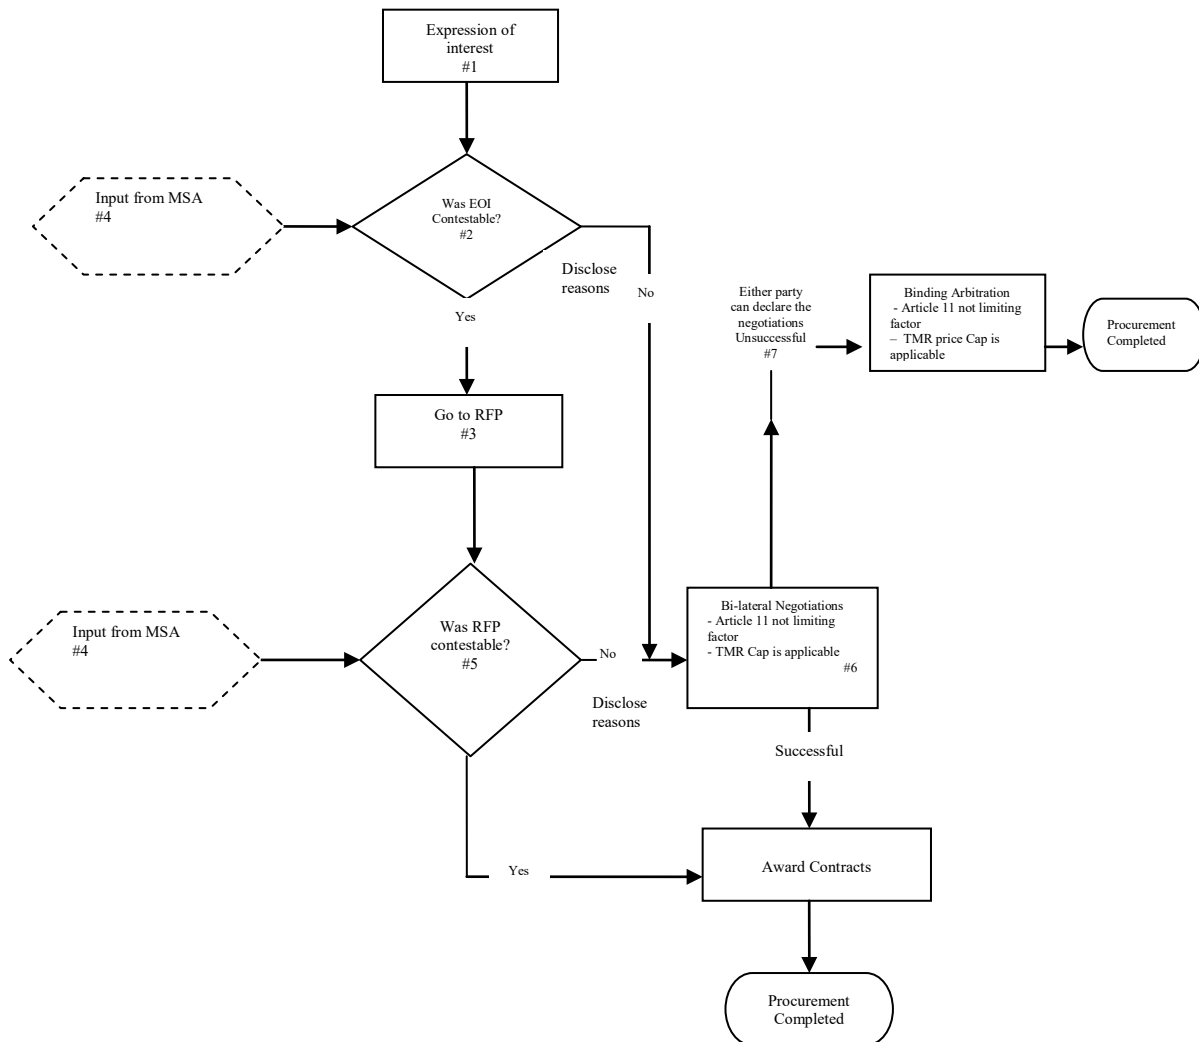 Expression of
interest
#1
Input from MSA
#4
Was EOI
Contestable?
#2
Disclose
reasons
No
Yes
Either party
can declare the
negotiations
Unsuccessful
#7
Binding Arbitration
- Article 11 not limiting
factor
– TMR price Cap is
applicable
Procurement
Completed
Go to RFP
#3
Input from MSA
#4
Was RFP
contestable?
#5
No
Disclose
reasons
Bi-lateral Negotiations
- Article 11 not limiting
factor
- TMR Cap is applicable
#6
Successful
Yes
Award Contracts
Procurement
Completed